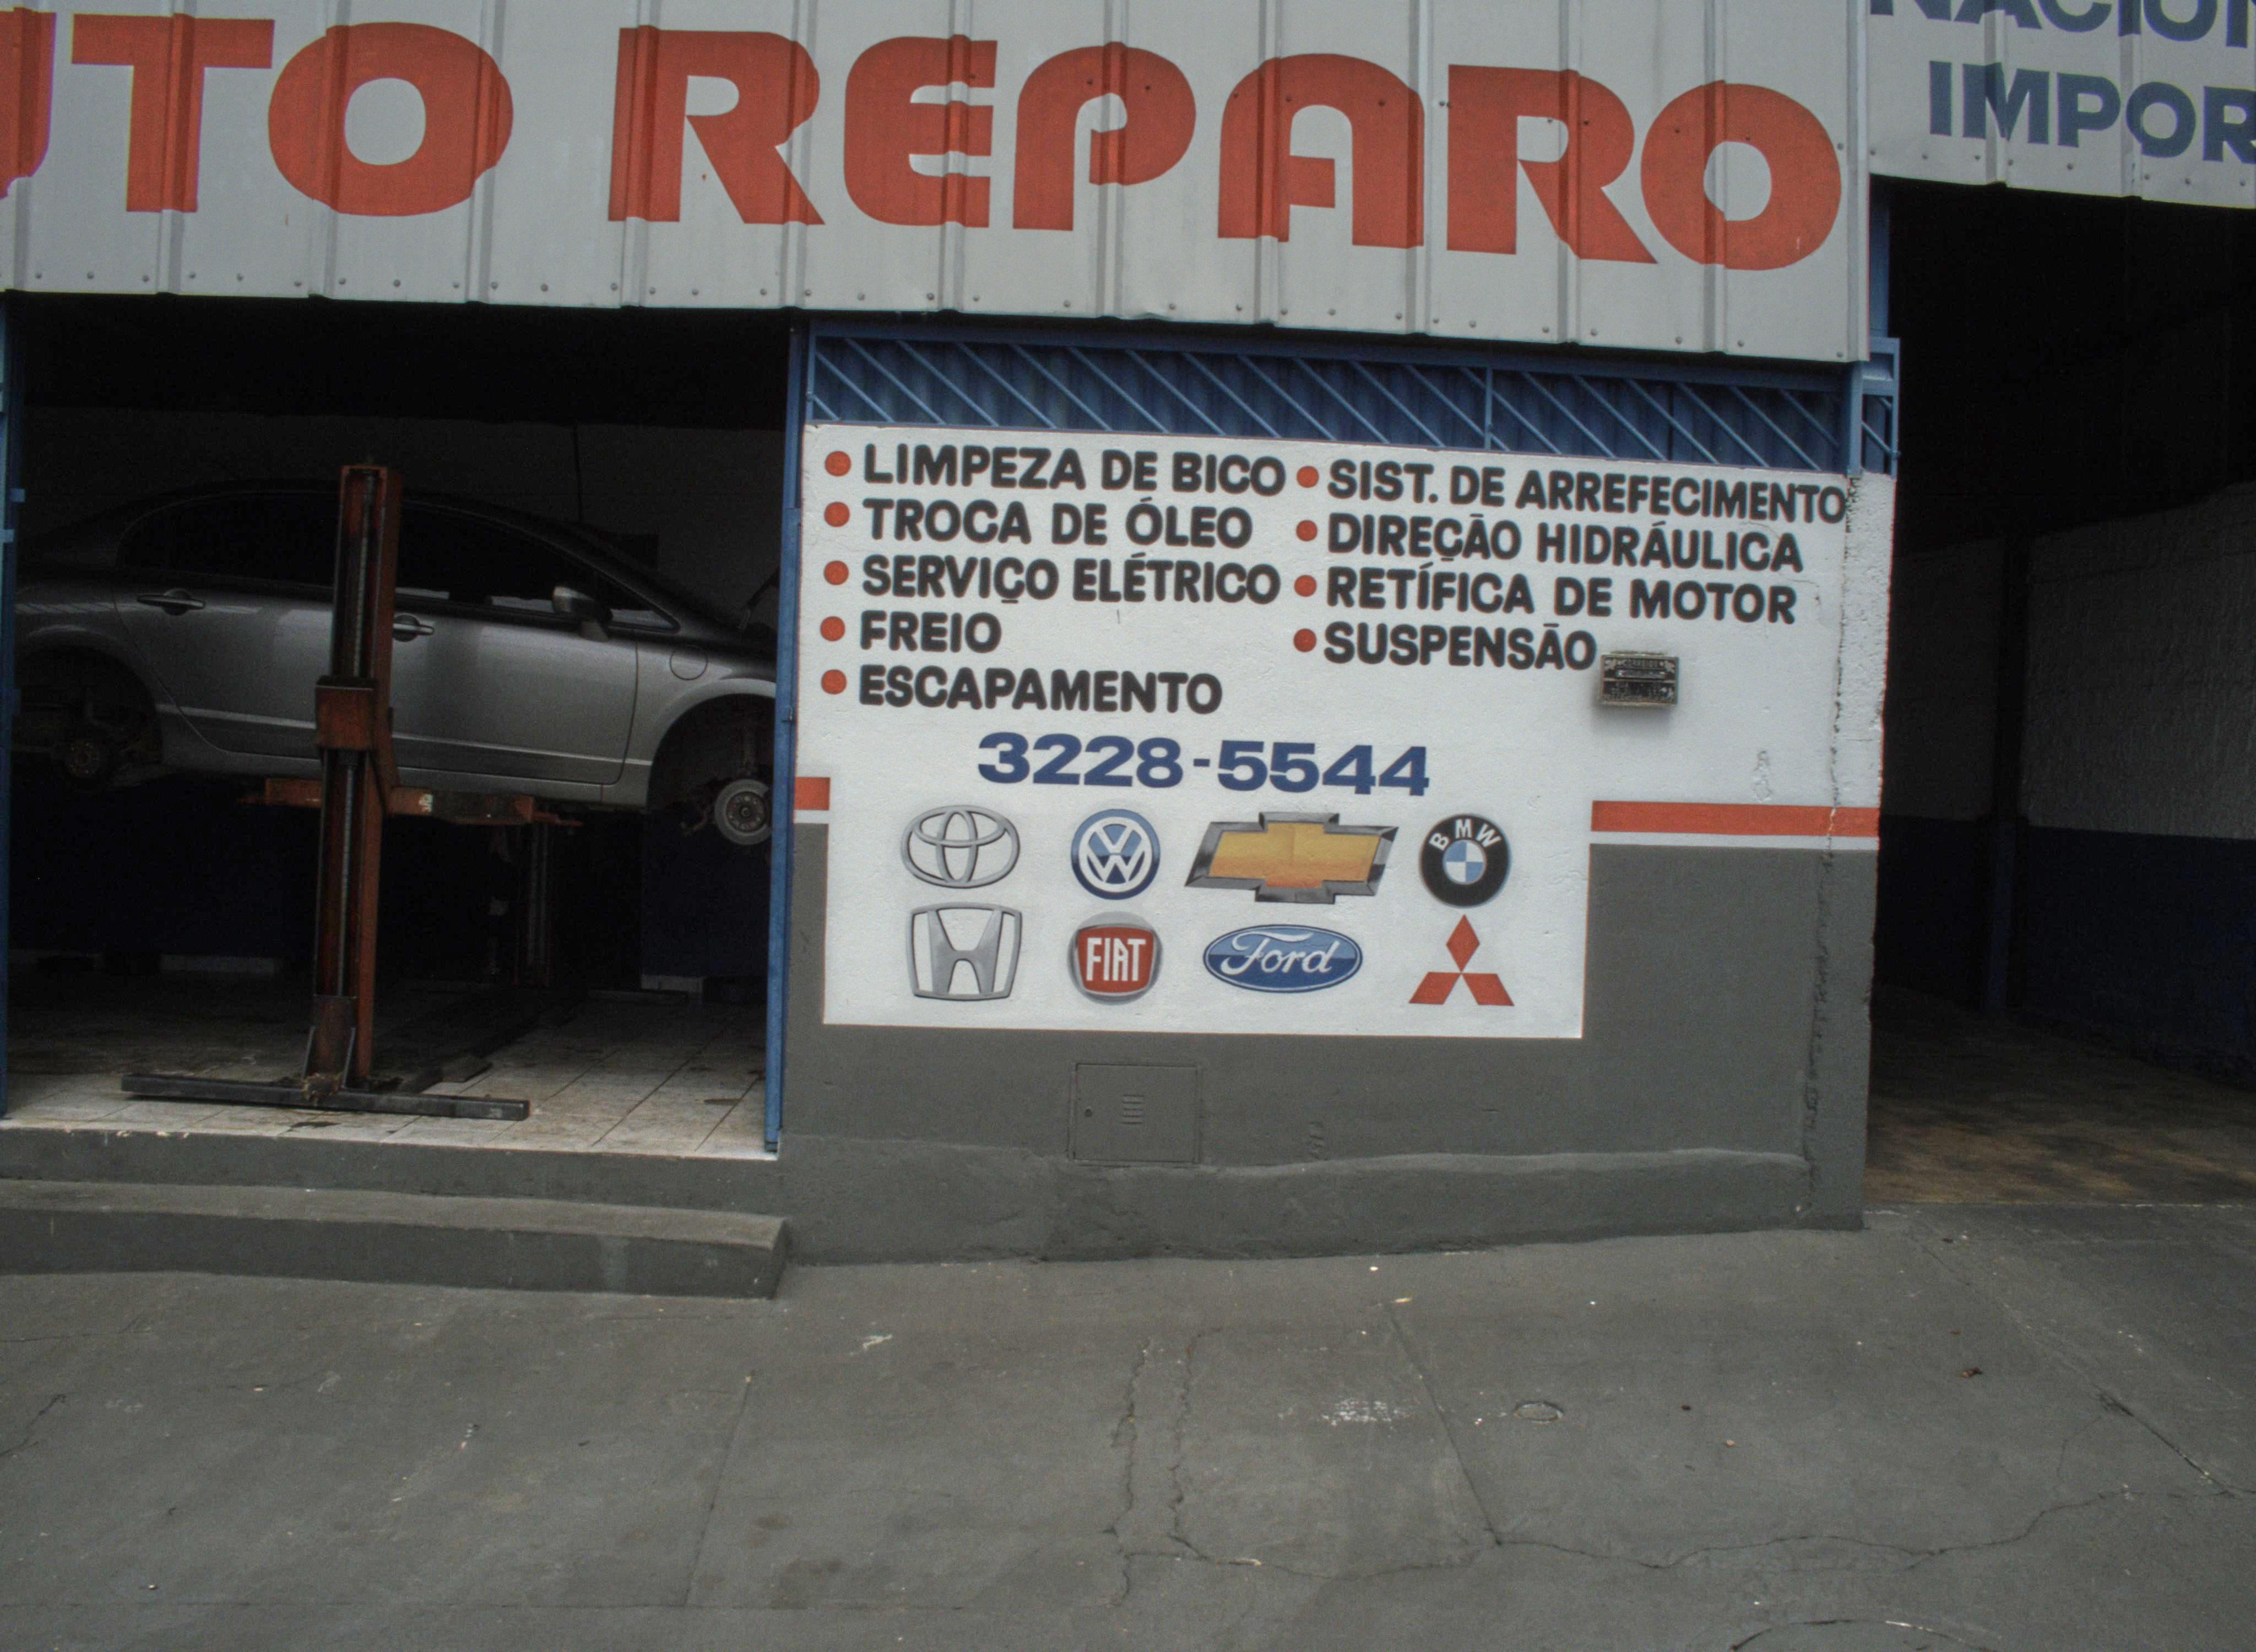 UTO REPARO
NACION
IMPOR
LIMPEZA DE BICO
TROCA DE ÓLEO
SERVIÇO ELÉTRICO
FREIO
ESCAPAMENTO
SIST. DE ARREFECIMENTO
DIREÇÃO HIDRÁULICA
RETÍFICA DE MOTOR
SUSPENSÃO
3228-5544
BMW
FIAT
Ford